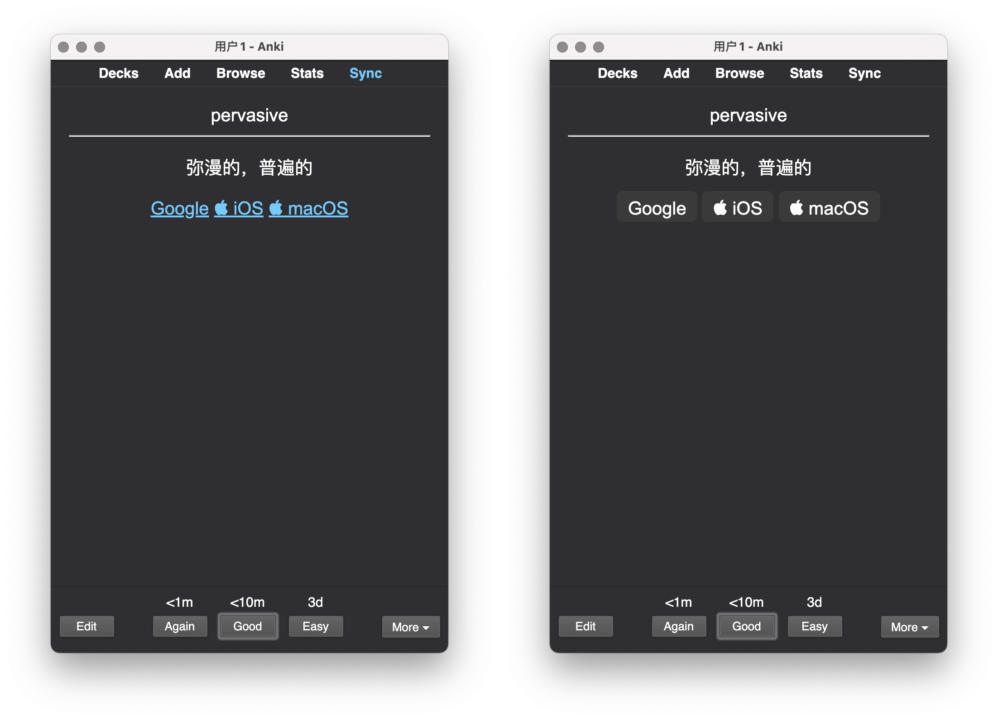 用户1 - Anki
Decks Add Browse Stats Sync
pervasive
弥漫的，普遍的
Google iOS macOS
<1m <10m 3d
Edit Again Good Easy More
用户1 - Anki
Decks Add Browse Stats Sync
pervasive
弥漫的，普遍的
Google iOS macOS
<1m <10m 3d
Edit Again Good Easy More